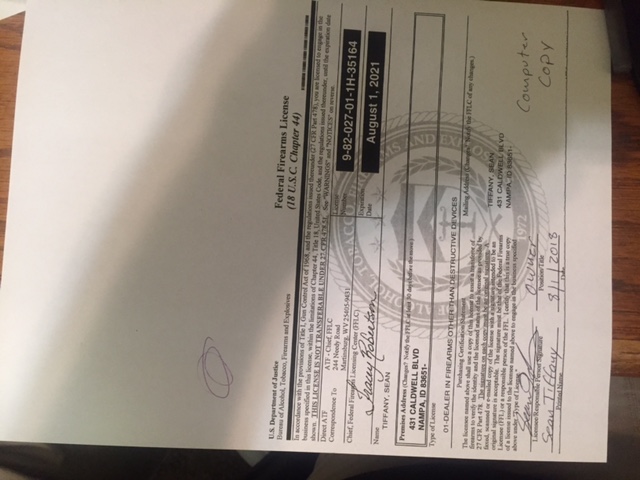 U.S. Department of Justice
Bureau of Alcohol, Tobacco, Firearms and Explosives
Federal Firearms License
(18 U.S.C. Chapter 44)
In accordance with the provisions of Title I, Gun Control Act of 1968, and the regulations issued thereunder (27 CFR Part 478), you are licensed to engage in the
business specified in this license, within the limitations of Chapter 44, Title 18, United States Code, and the regulations issued thereunder, until the expiration date
shown. THIS LICENSE IS NOT TRANSFERABLE UNDER 27 CFR 478.51. See "WARNINGS" and "NOTICES" on reverse.
Direct ATF
Correspondence To
ATF - Chief, FFLC
244 Needy Road
Martinsburg, WV 25405-9431
License
Number
9-82-027-01-1H-35164
Chief, Federal Firearms Licensing Center (FFLC)
Tracey Robertson
Expiration
Date
August 1, 2021
Name
TIFFANY, SEAN
Premises Address (Changes? Notify the FFLC at least 30 days before the move.)
431 CALDWELL BLVD
NAMPA, ID 83651-
Type of License
01-DEALER IN FIREARMS OTHER THAN DESTRUCTIVE DEVICES
Purchasing Certification Statement
The licensee named above shall use a copy of this license to assist a transferor of
firearms to verify the identity and the licensed status of the licensee as provided by
27 CFR Part 478. The signature on each copy must be an original signature. A
faxed, scanned or e-mailed copy of the license with a signature intended to be an
original signature is acceptable. The signature must be that of the Federal Firearms
Licensee (FFL) or a responsible person of the FFL. I certify that this is a true copy
of a license issued to the licensee named above to engage in the business specified
above under "Type of License."
Mailing Address (Changes? Notify the FFLC of any changes.)
TIFFANY, SEAN
431 CALDWELL BLVD
NAMPA, ID 83651-
owner
Licensee/Responsible Person Signature
Position/Title
Sean Tiffany
8/1/2018
Printed Name
Date
1972
Computer
Copy